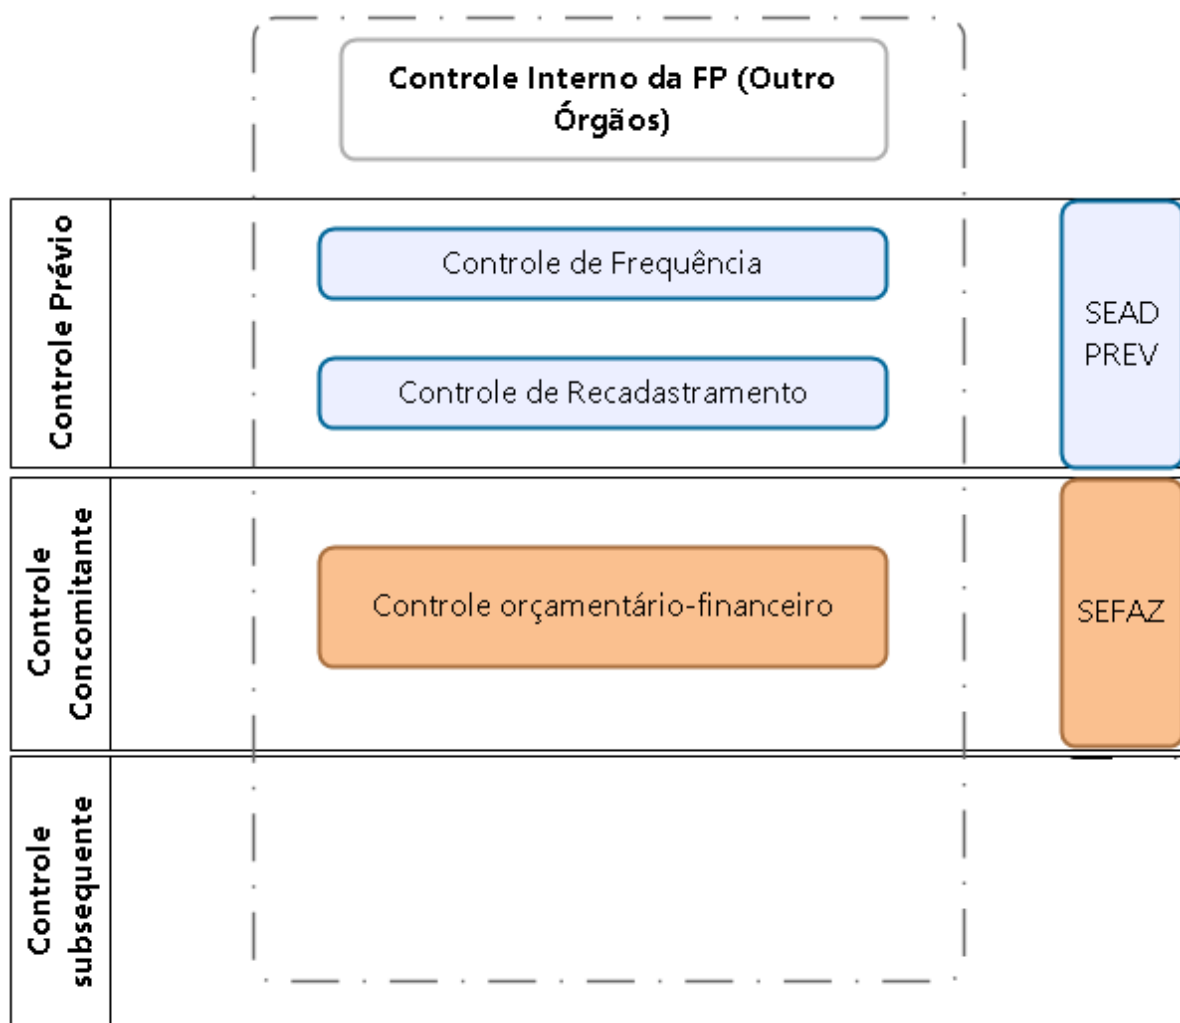 Controle Interno da FP (Outro
Órgãos)
Controle Prévio
Controle de Frequência
Controle de Recadastramento
SEAD
PREV
Controle
Concomitante
Controle orçamentário-financeiro
SEFAZ
Controle
subsequente